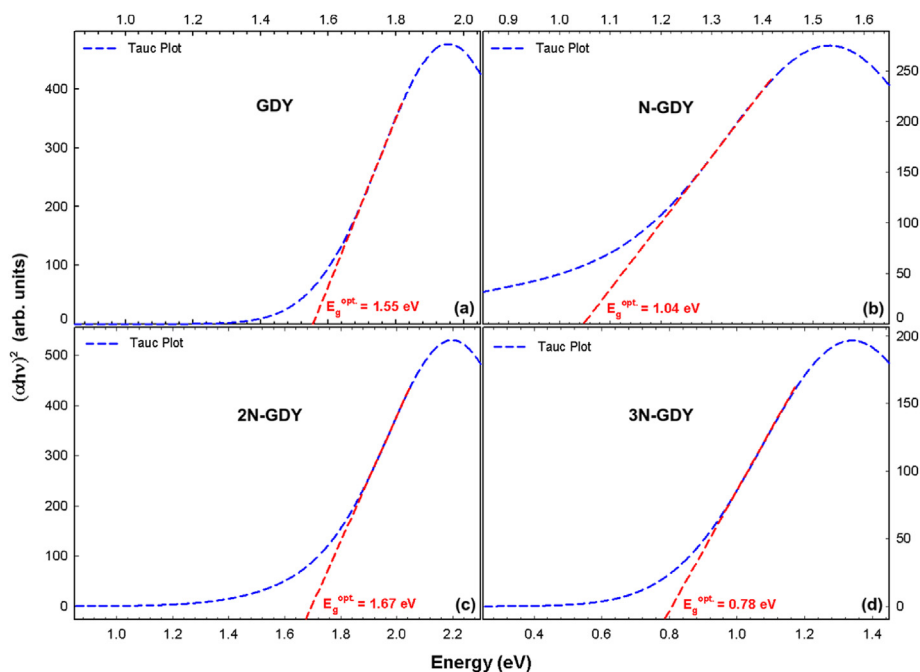 1.0 1.2 1.4 1.6 1.8 2.0
0.9 1.0 1.1 1.2 1.3 1.4 1.5 1.6
Tauc Plot
Tauc Plot
GDY
N-GDY
400
300
200
100
0
250
200
150
100
50
0
E_g^opt. = 1.55 eV
(a)
E_g^opt. = 1.04 eV
(b)
(αhν)² (arb. units)
Tauc Plot
Tauc Plot
2N-GDY
3N-GDY
500
400
300
200
100
0
200
150
100
50
0
E_g^opt. = 1.67 eV
(c)
E_g^opt. = 0.78 eV
(d)
1.0 1.2 1.4 1.6 1.8 2.0 2.2
0.4 0.6 0.8 1.0 1.2 1.4
Energy (eV)